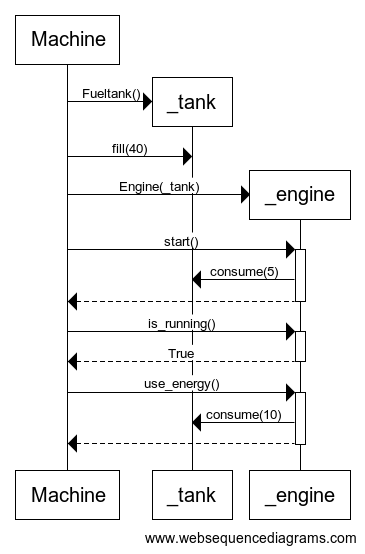 Machine
Fueltank()
_tank
fill(40)
Engine(_tank)
_engine
start()
consume(5)
is_running()
True
use_energy()
consume(10)
Machine
_tank
_engine
www.websequencediagrams.com